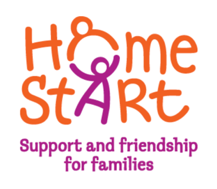 HOme
StARt
Support and friendship
for families